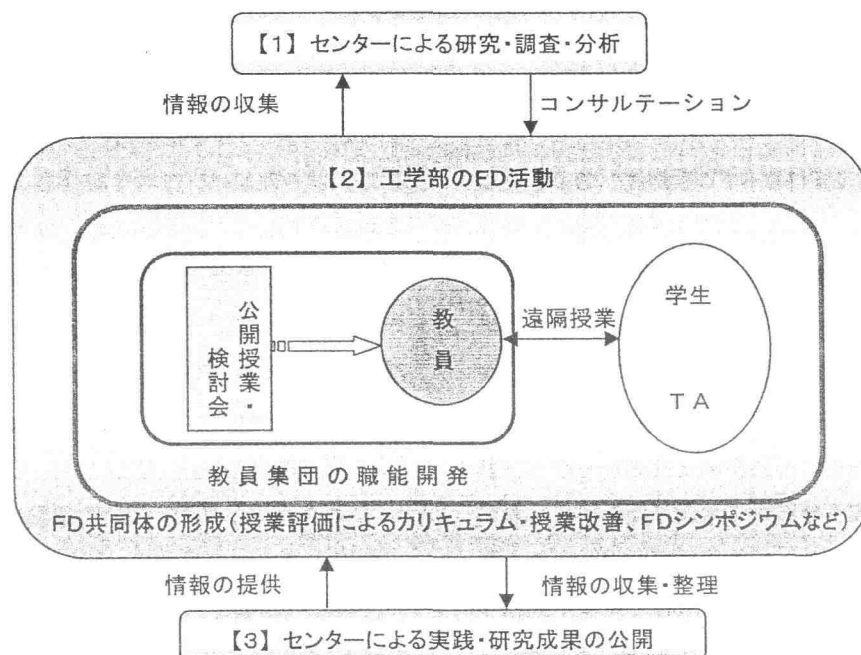 【1】 センターによる研究・調査・分析
情報の収集
コンサルテーション
【2】 工学部のFD活動
公開授業・
検討会
教員
遠隔授業
学生
TA
教員集団の職能開発
FD共同体の形成(授業評価によるカリキュラム・授業改善、FDシンポジウムなど)
情報の提供
情報の収集・整理
【3】 センターによる実践・研究成果の公開